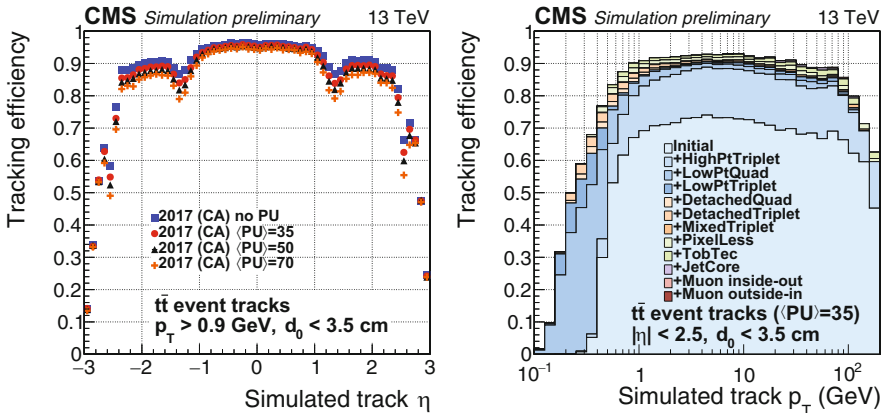 CMS Simulation preliminary 13 TeV
Tracking efficiency
1
0.9
0.8
0.7
0.6
0.5
0.4
0.3
0.2
0.1
0
2017 (CA) no PU
2017 (CA) ⟨PU⟩=35
2017 (CA) ⟨PU⟩=50
2017 (CA) ⟨PU⟩=70
tt̄ event tracks
p_T > 0.9 GeV, d_0 < 3.5 cm
−3 −2 −1 0 1 2 3
Simulated track η
CMS Simulation preliminary 13 TeV
Tracking efficiency
1
0.9
0.8
0.7
0.6
0.5
0.4
0.3
0.2
0.1
0
Initial
+HighPtTriplet
+LowPtQuad
+LowPtTriplet
+DetachedQuad
+DetachedTriplet
+MixedTriplet
+PixelLess
+TobTec
+JetCore
+Muon inside-out
+Muon outside-in
tt̄ event tracks (⟨PU⟩=35)
|η| < 2.5, d_0 < 3.5 cm
10⁻¹ 1 10 10²
Simulated track p_T (GeV)